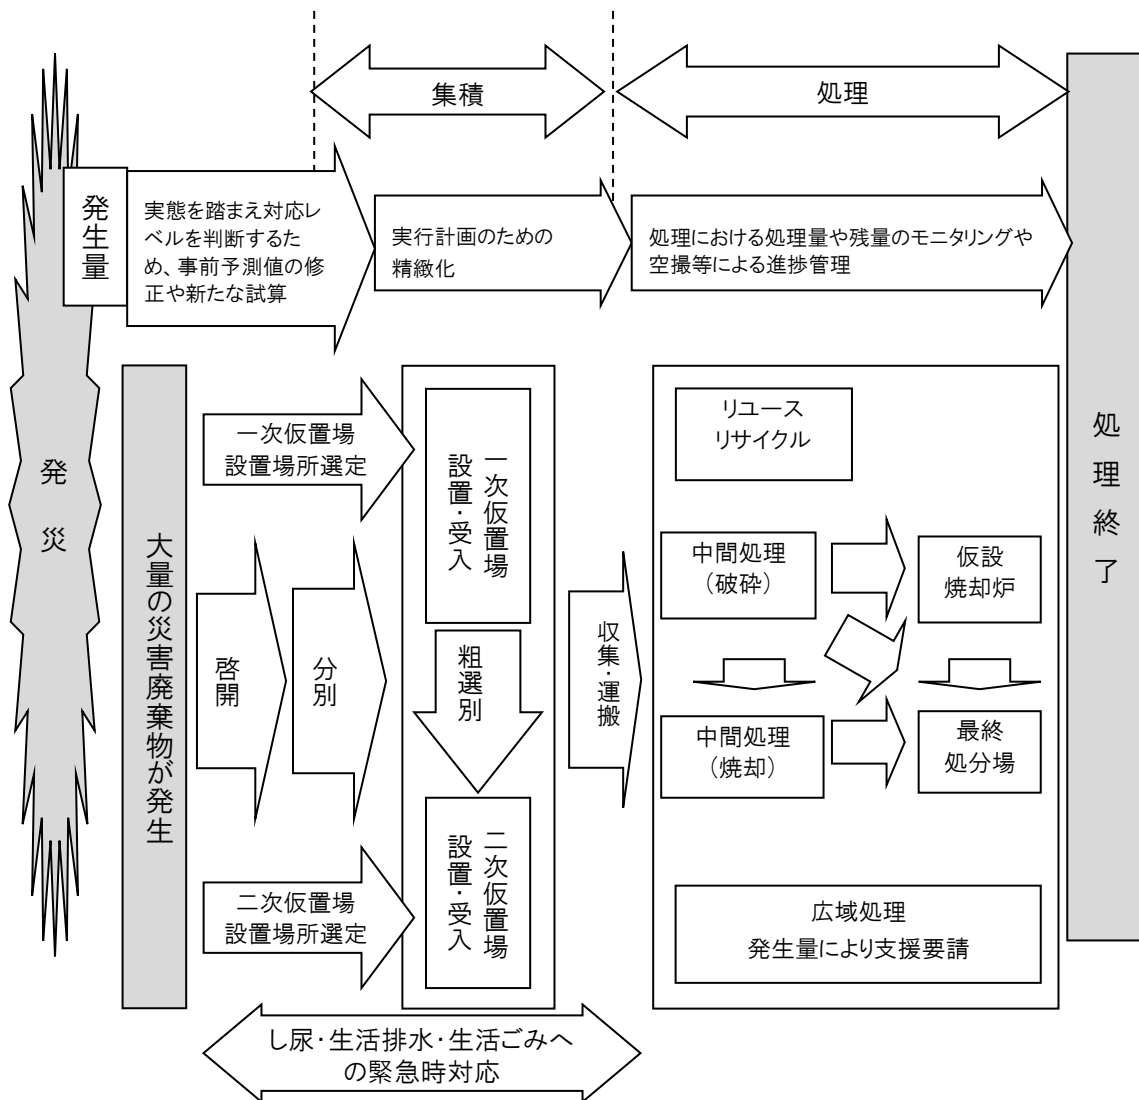 集積
処理
発生量
実態を踏まえ対応レ
ベルを判断するた
め、事前予測値の修
正や新たな試算
実行計画のための
精緻化
処理における処理量や残量のモニタリングや
空撮等による進捗管理
発災
大量の災害廃棄物が発生
一次仮置場
設置場所選定
啓開
分別
二次仮置場
設置場所選定
一次仮置場
設置・受入
粗選別
二次仮置場
設置・受入
収集・運搬
リユース
リサイクル
中間処理
（破砕）
仮設
焼却炉
中間処理
（焼却）
最終
処分場
広域処理
発生量により支援要請
処理終了
し尿・生活排水・生活ごみへ
の緊急時対応